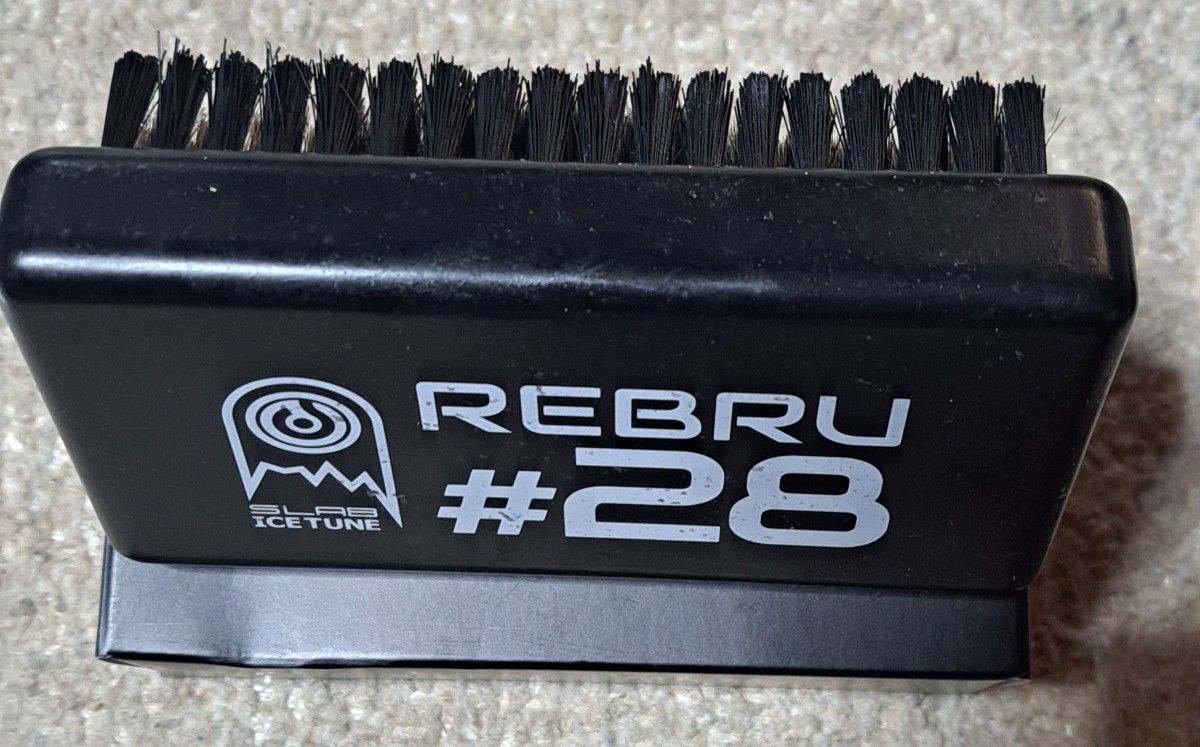 REBRU
#28
SLAB
ICETUNE